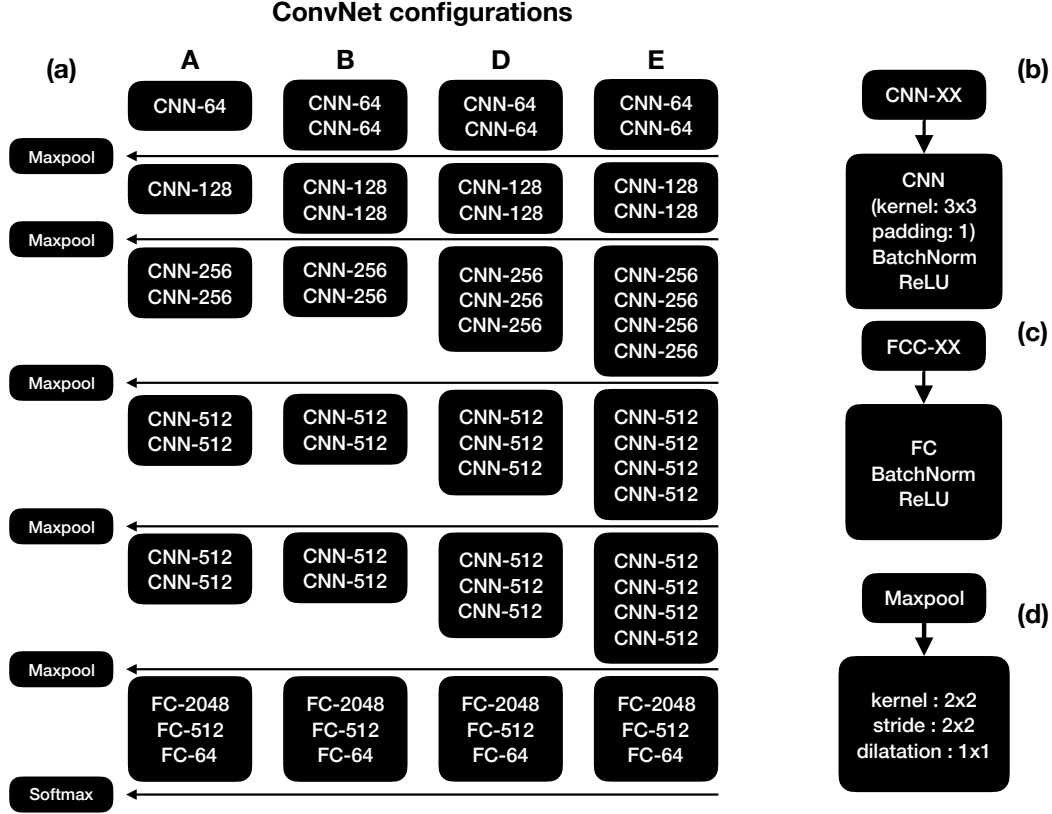 ConvNet configurations
(a)
A
B
D
E
CNN-64
CNN-64
CNN-64
CNN-64
CNN-64
CNN-64
CNN-64
Maxpool
CNN-128
CNN-128
CNN-128
CNN-128
CNN-128
CNN-128
CNN-128
Maxpool
CNN-256
CNN-256
CNN-256
CNN-256
CNN-256
CNN-256
CNN-256
CNN-256
CNN-256
CNN-256
CNN-256
Maxpool
CNN-512
CNN-512
CNN-512
CNN-512
CNN-512
CNN-512
CNN-512
CNN-512
CNN-512
CNN-512
CNN-512
Maxpool
CNN-512
CNN-512
CNN-512
CNN-512
CNN-512
CNN-512
CNN-512
CNN-512
CNN-512
CNN-512
CNN-512
Maxpool
FC-2048
FC-512
FC-64
FC-2048
FC-512
FC-64
FC-2048
FC-512
FC-64
FC-2048
FC-512
FC-64
Softmax
(b)
CNN-XX
CNN
(kernel: 3x3
padding: 1)
BatchNorm
ReLU
(c)
FCC-XX
FC
BatchNorm
ReLU
(d)
Maxpool
kernel : 2x2
stride : 2x2
dilatation : 1x1